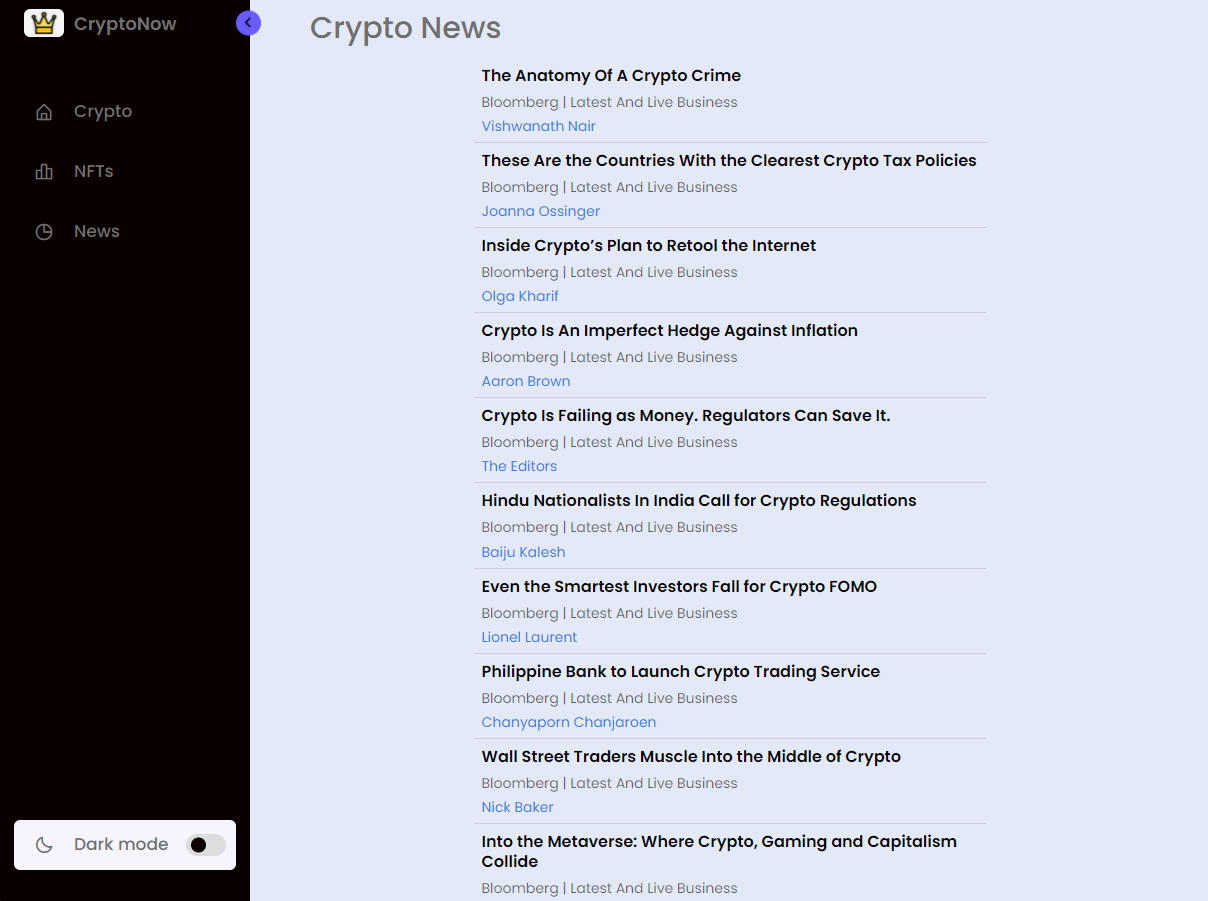 CryptoNow
Crypto
NFTs
News
Dark mode
Crypto News
The Anatomy Of A Crypto Crime
Bloomberg | Latest And Live Business
Vishwanath Nair
These Are the Countries With the Clearest Crypto Tax Policies
Bloomberg | Latest And Live Business
Joanna Ossinger
Inside Crypto’s Plan to Retool the Internet
Bloomberg | Latest And Live Business
Olga Kharif
Crypto Is An Imperfect Hedge Against Inflation
Bloomberg | Latest And Live Business
Aaron Brown
Crypto Is Failing as Money. Regulators Can Save It.
Bloomberg | Latest And Live Business
The Editors
Hindu Nationalists In India Call for Crypto Regulations
Bloomberg | Latest And Live Business
Baiju Kalesh
Even the Smartest Investors Fall for Crypto FOMO
Bloomberg | Latest And Live Business
Lionel Laurent
Philippine Bank to Launch Crypto Trading Service
Bloomberg | Latest And Live Business
Chanyaporn Chanjaroen
Wall Street Traders Muscle Into the Middle of Crypto
Bloomberg | Latest And Live Business
Nick Baker
Into the Metaverse: Where Crypto, Gaming and Capitalism
Collide
Bloomberg | Latest And Live Business